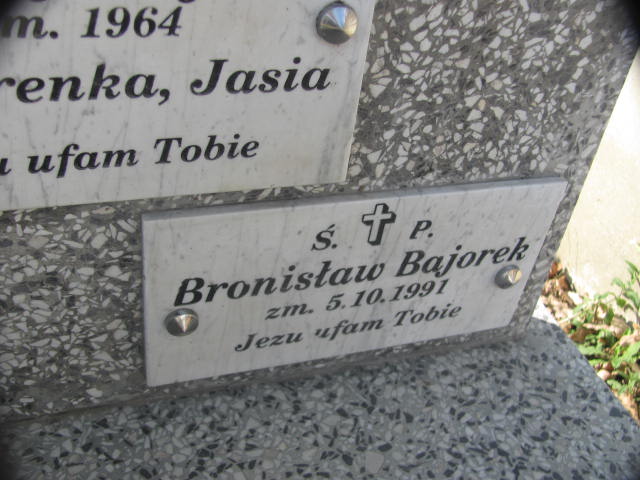 m. 1964
renka, Jasia
ufam Tobie
Ś. P.
Bronisław Bajorek
zm. 5.10.1991
Jezu ufam Tobie